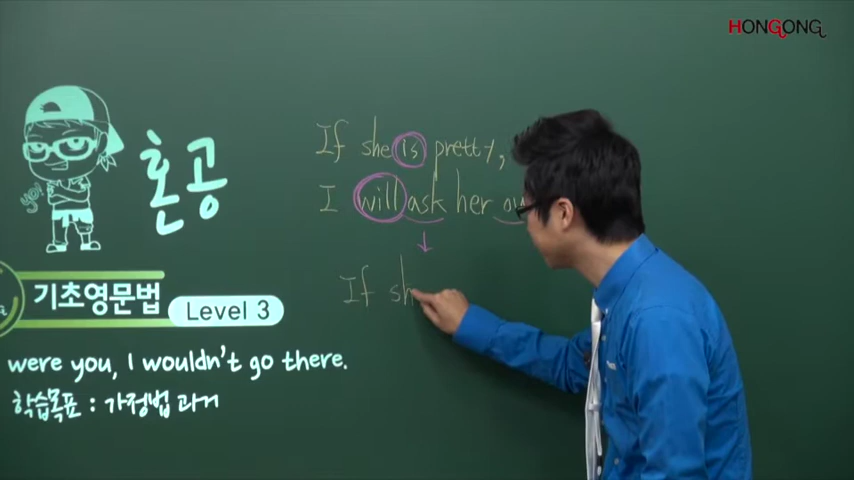 HONGONG
yo!
혼공
If she is pretty,
I will ask her ou
If sh
기초영문법
Level 3
were you, I wouldn't go there.
학습목표 : 가정법 과거